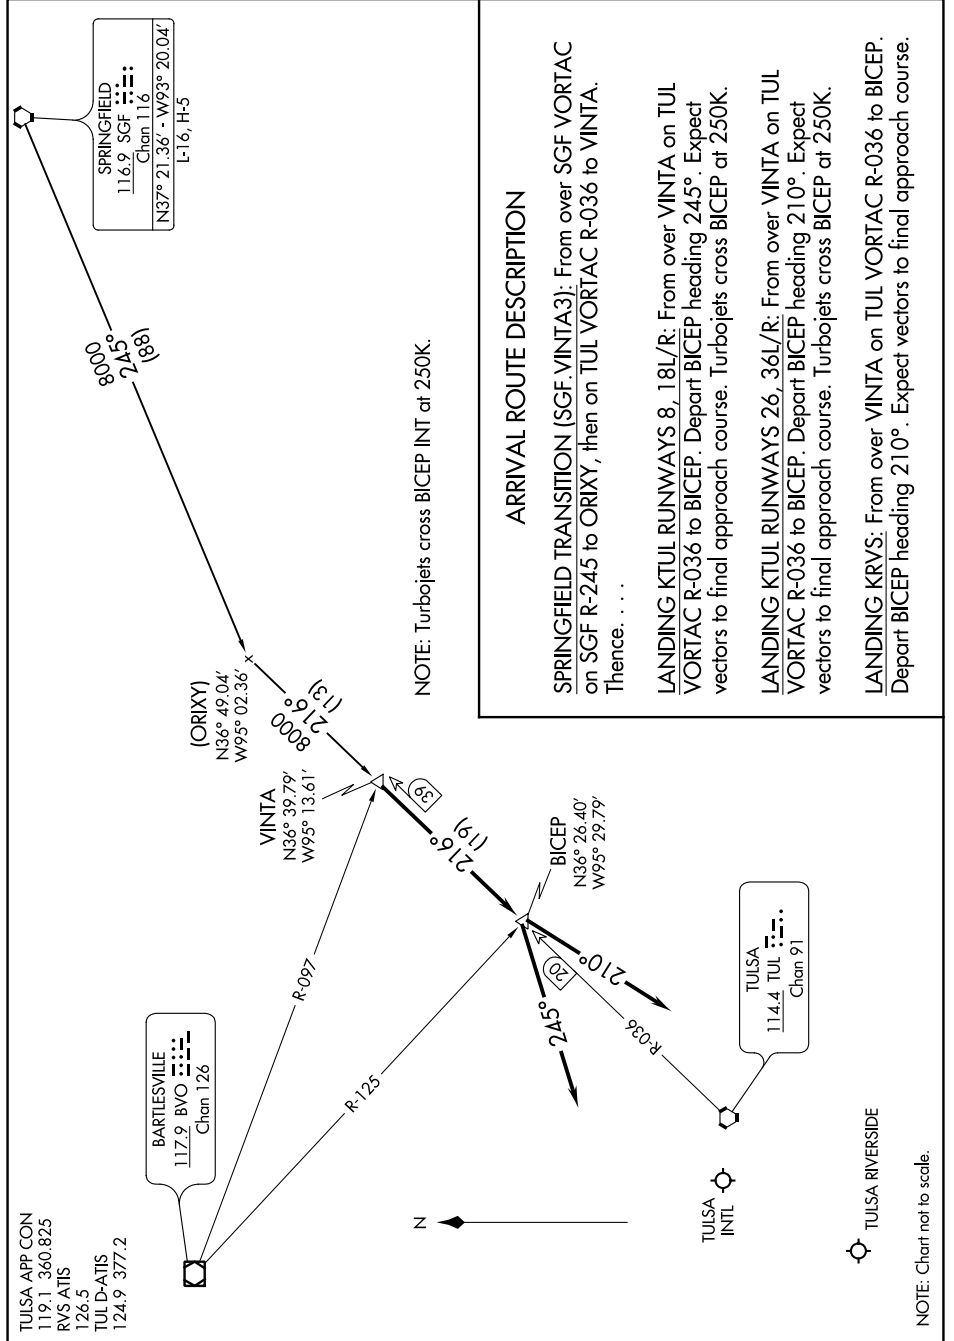 TULSA APP CON
119.1 360.825
RVS ATIS
126.5
TUL D-ATIS
124.9 377.2
SPRINGFIELD
116.9 SGF
Chan 116
N37° 21.36' - W93° 20.04'
L-16, H-5
BARTLESVILLE
117.9 BVO
Chan 126
8000
245°
(88)
(ORIXY)
N36° 49.04'
W95° 02.36'
8000
216°
(13)
VINTA
N36° 39.79'
W95° 13.61'
39
R-097
216°
(19)
R-125
BICEP
N36° 26.40'
W95° 29.79'
20
245°
210°
R-036
N
TULSA
114.4 TUL
Chan 91
TULSA
INTL
TULSA RIVERSIDE
NOTE: Turbojets cross BICEP INT at 250K.
NOTE: Chart not to scale.
ARRIVAL ROUTE DESCRIPTION
SPRINGFIELD TRANSITION (SGF.VINTA3): From over SGF VORTAC
on SGF R-245 to ORIXY, then on TUL VORTAC R-036 to VINTA.
Thence. . . .
LANDING KTUL RUNWAYS 8, 18L/R: From over VINTA on TUL
VORTAC R-036 to BICEP. Depart BICEP heading 245°. Expect
vectors to final approach course. Turbojets cross BICEP at 250K.
LANDING KTUL RUNWAYS 26, 36L/R: From over VINTA on TUL
VORTAC R-036 to BICEP. Depart BICEP heading 210°. Expect
vectors to final approach course. Turbojets cross BICEP at 250K.
LANDING KRVS: From over VINTA on TUL VORTAC R-036 to BICEP.
Depart BICEP heading 210°. Expect vectors to final approach course.